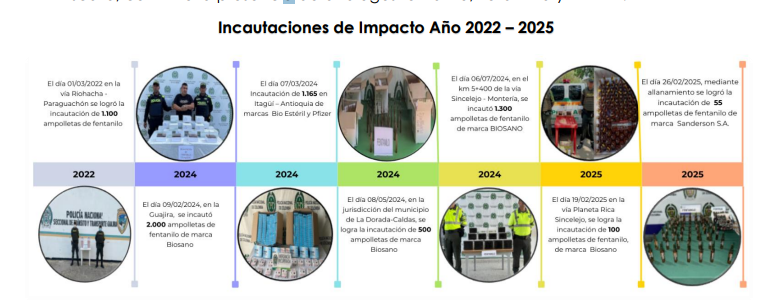 Incautaciones de Impacto Año 2022 – 2025
El día 01/03/2022 en la
vía Riohacha -
Paraguachón se logró la
incautación de 1.100
ampolletas de fentanilo
El día 07/03/2024
Incautación de 1.165 en
Itagüí – Antioquia de
marcas Bio Estéril y Pfizer
El día 06/07/2024, en el
km 5+400 de la vía
Sincelejo - Montería, se
incautó 1.300
ampolletas de fentanilo
de marca BIOSANO
El día 26/02/2025, mediante
allanamiento se logró la
incautación de 55
ampolletas de fentanilo de
marca Sanderson S.A.
2022
2024
2024
2024
2024
2025
2025
El día 09/02/2024, en la
Guajira, se incautó
2.000 ampolletas de
fentanilo de marca
Biosano
El día 08/05/2024, en la
jurisdicción del municipio
de La Dorada-Caldas, se
logra la incautación de 500
ampolletas de marca
Biosano
El día 19/02/2025 en la
vía Planeta Rica
Sincelejo, se logra la
incautación de 100
ampolletas de fentanilo,
de marca Biosano
POLICÍA NACIONAL